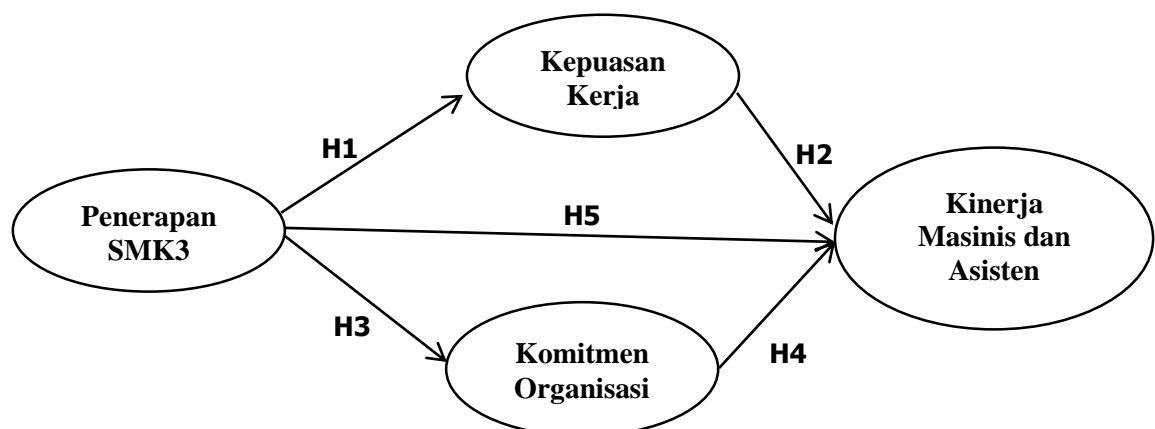 Kepuasan
Kerja
H1
H2
Penerapan
SMK3
H5
Kinerja
Masinis dan
Asisten
H3
Komitmen
Organisasi
H4